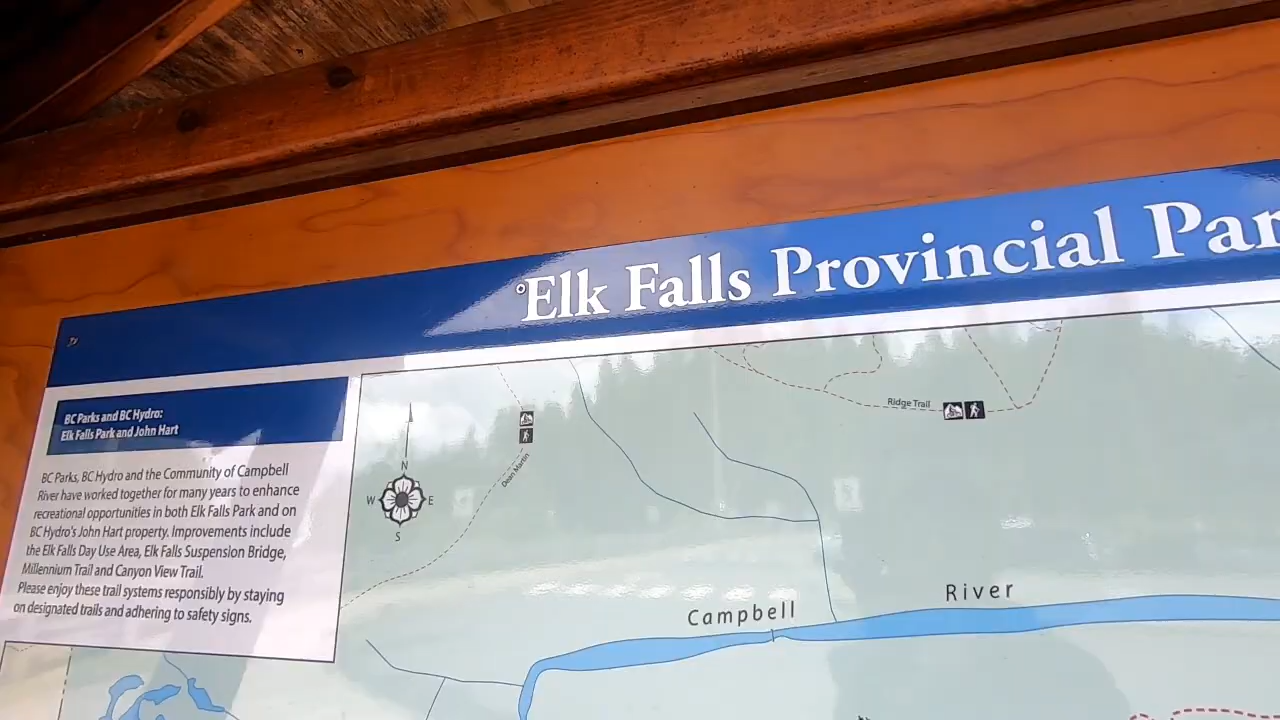 Elk Falls Provincial Par
BC Parks and BC Hydro:
Elk Falls Park and John Hart
BC Parks, BC Hydro and the Community of Campbell
River have worked together for many years to enhance
recreational opportunities in both Elk Falls Park and on
BC Hydro's John Hart property. Improvements include
the Elk Falls Day Use Area, Elk Falls Suspension Bridge,
Millennium Trail and Canyon View Trail.
Please enjoy these trail systems responsibly by staying
on designated trails and adhering to safety signs.
N
W E
S
Dean Martin
Ridge Trail
Campbell River